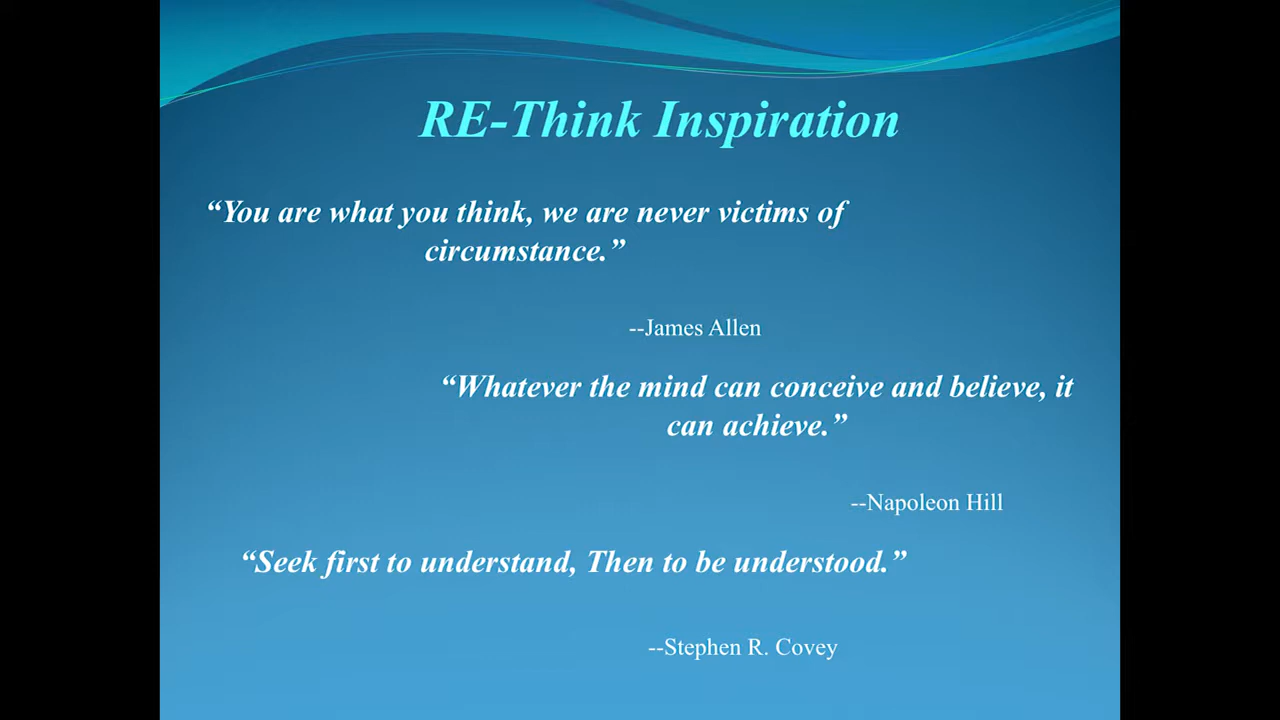 RE-Think Inspiration
“You are what you think, we are never victims of
circumstance.”
--James Allen
“Whatever the mind can conceive and believe, it
can achieve.”
--Napoleon Hill
“Seek first to understand, Then to be understood.”
--Stephen R. Covey